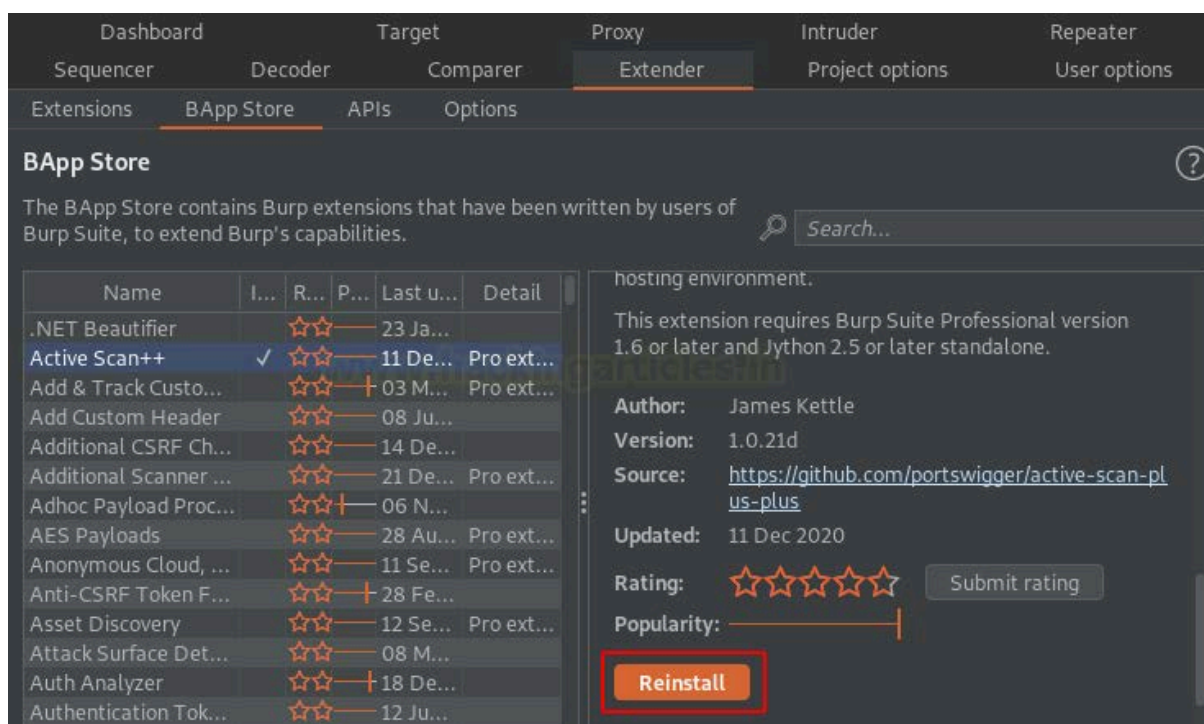 Dashboard Target Proxy Intruder Repeater
Sequencer Decoder Comparer Extender Project options User options
Extensions BApp Store APIs Options
BApp Store
?
The BApp Store contains Burp extensions that have been written by users of
Burp Suite, to extend Burp's capabilities.
Search...
Name I... R... P... Last u... Detail
.NET Beautifier 23 Ja...
Active Scan++ ✓ 11 De... Pro ext...
Add & Track Custo... 03 M... Pro ext...
Add Custom Header 08 Ju...
Additional CSRF Ch... 14 De...
Additional Scanner ... 21 De... Pro ext...
Adhoc Payload Proc... 06 N...
AES Payloads 28 Au... Pro ext...
Anonymous Cloud, ... 11 Se... Pro ext...
Anti-CSRF Token F... 28 Fe...
Asset Discovery 12 Se... Pro ext...
Attack Surface Det... 08 M...
Auth Analyzer 18 De...
Authentication Tok... 12 Ju...
hosting environment.
This extension requires Burp Suite Professional version
1.6 or later and Jython 2.5 or later standalone.
Author: James Kettle
Version: 1.0.21d
Source: https://github.com/portswigger/active-scan-pl
us-plus
Updated: 11 Dec 2020
Rating: Submit rating
Popularity:
Reinstall